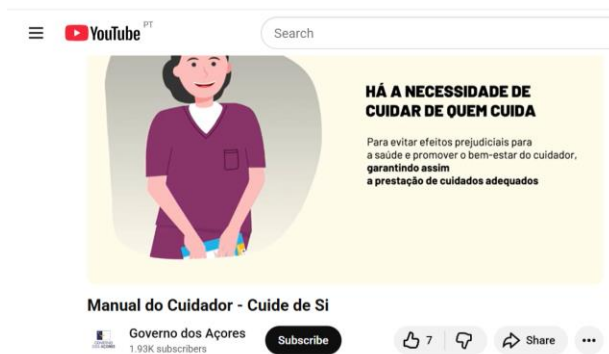 YouTube PT
Search
HÁ A NECESSIDADE DE
CUIDAR DE QUEM CUIDA
Para evitar efeitos prejudiciais para
a saúde e promover o bem-estar do cuidador,
garantindo assim
a prestação de cuidados adequados
Manual do Cuidador - Cuide de Si
Governo dos Açores
1.93K subscribers
Subscribe
7
Share